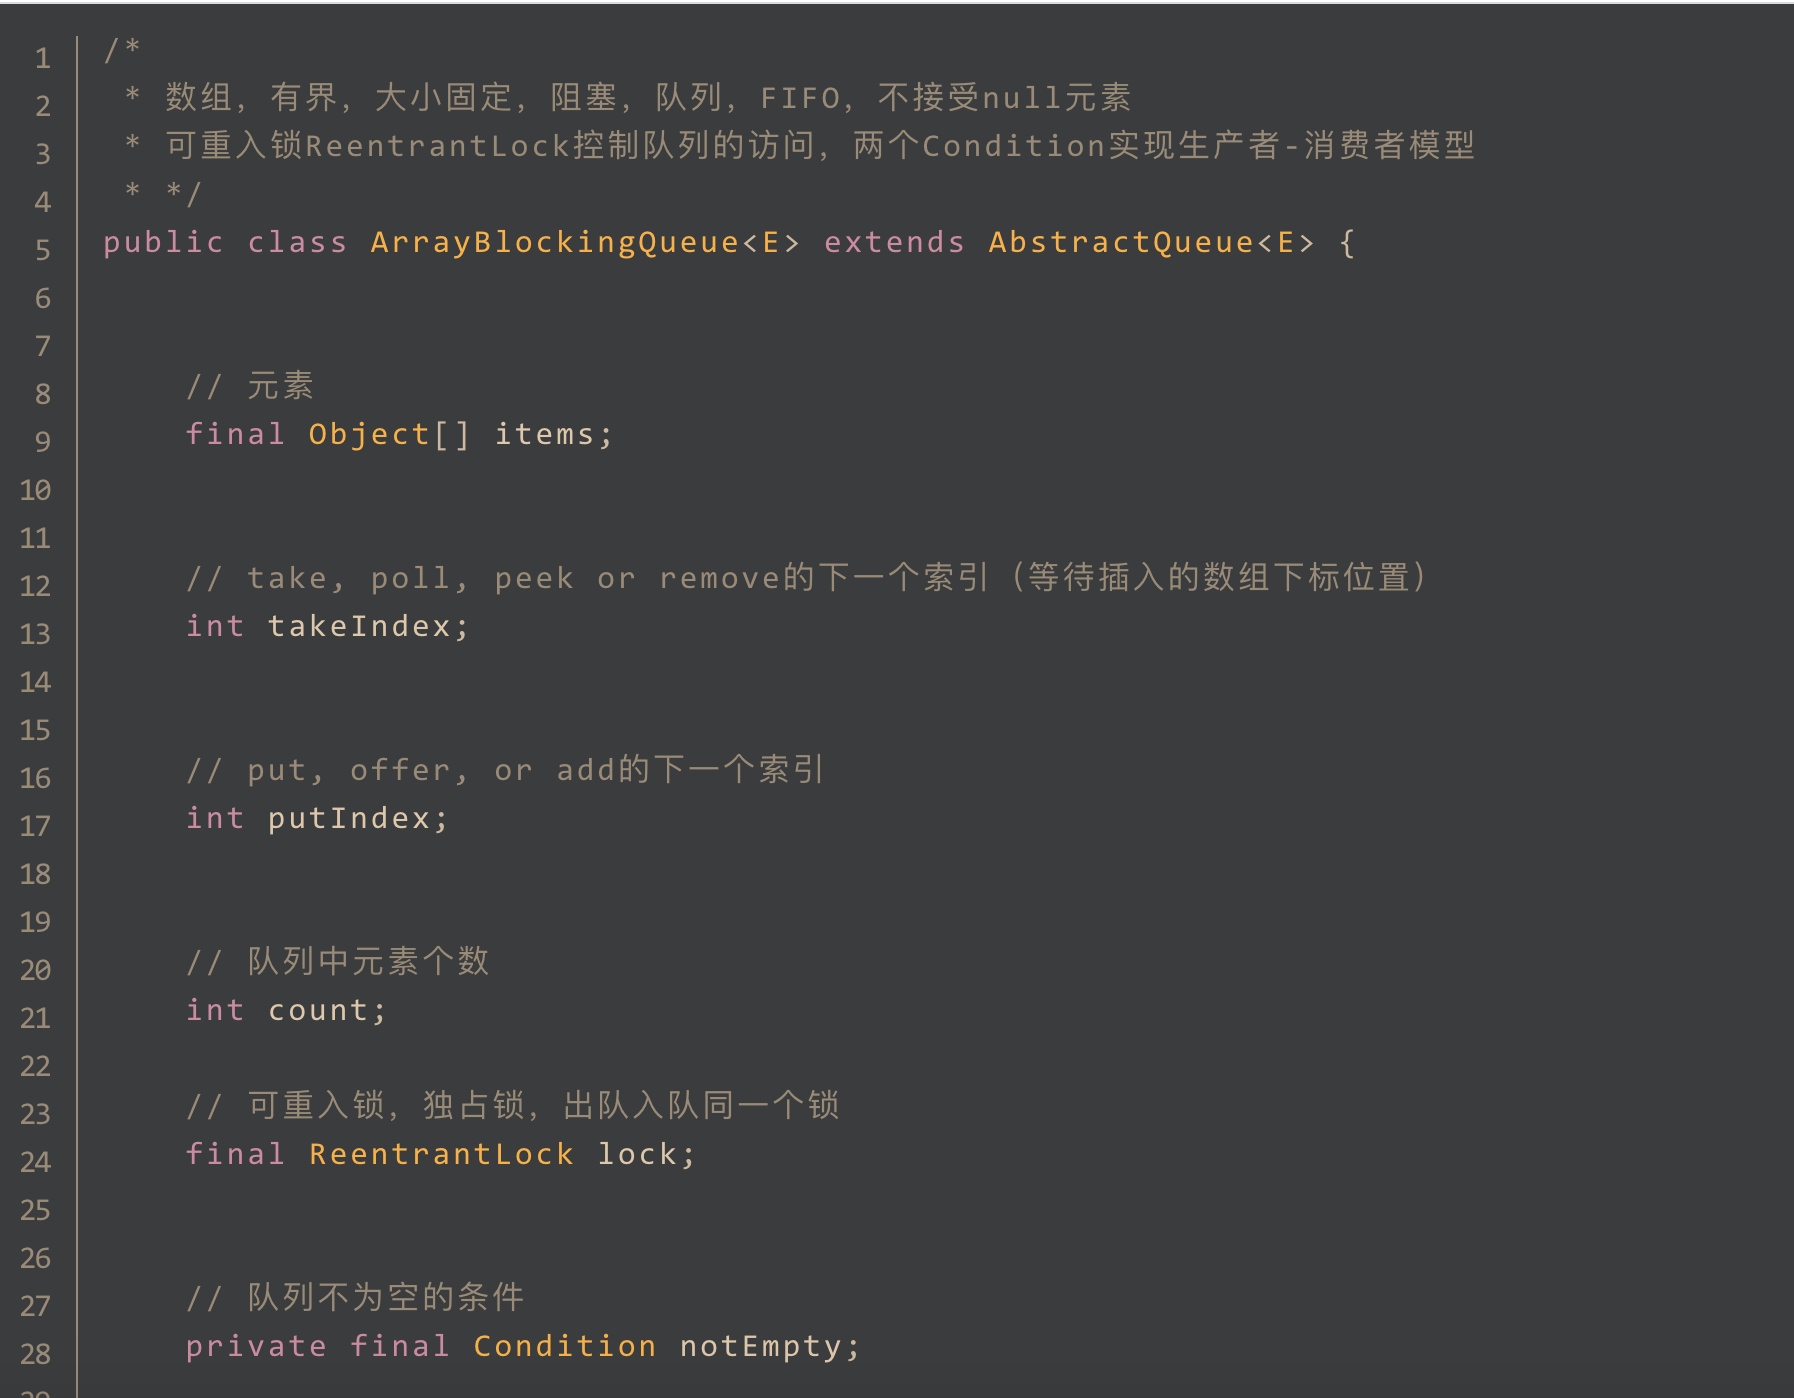 1 /*
2  * 数组，有界，大小固定，阻塞，队列，FIFO，不接受null元素
3  * 可重入锁ReentrantLock控制队列的访问，两个Condition实现生产者-消费者模型
4  * */
5 public class ArrayBlockingQueue<E> extends AbstractQueue<E> {
6
7
8     // 元素
9     final Object[] items;
10
11
12     // take, poll, peek or remove的下一个索引（等待插入的数组下标位置）
13     int takeIndex;
14
15
16     // put, offer, or add的下一个索引
17     int putIndex;
18
19
20     // 队列中元素个数
21     int count;
22
23     // 可重入锁，独占锁，出队入队同一个锁
24     final ReentrantLock lock;
25
26
27     // 队列不为空的条件
28     private final Condition notEmpty;